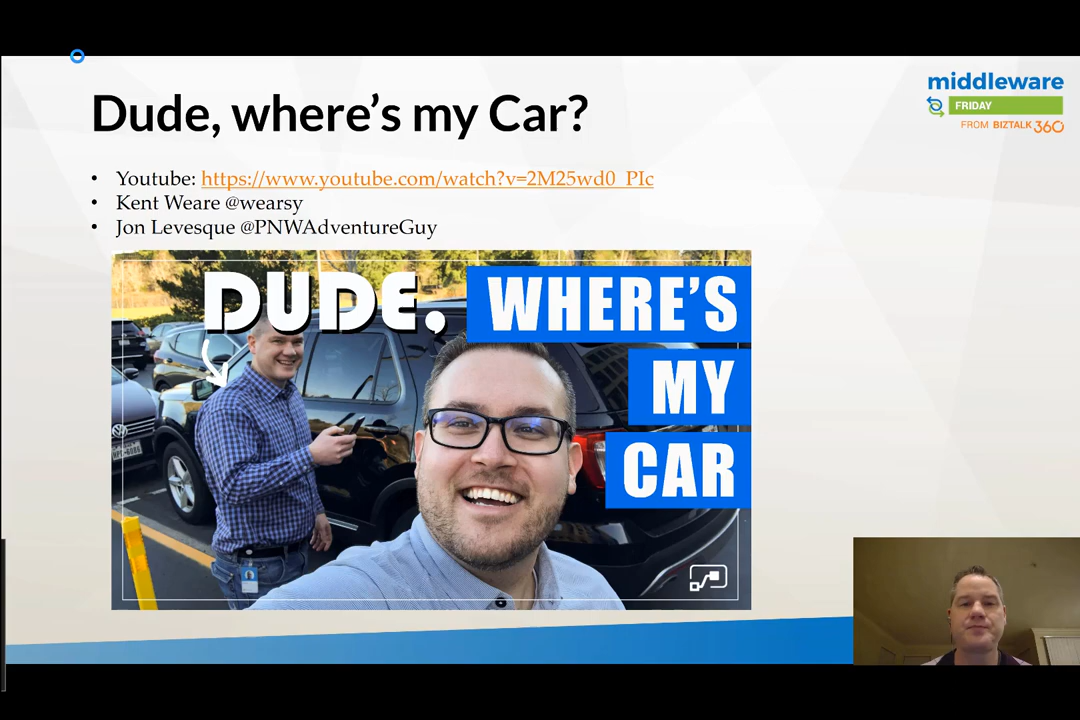 Dude, where's my Car?
middleware
FRIDAY
FROM BIZTALK 360
• Youtube: https://www.youtube.com/watch?v=2M25wd0_PIc
• Kent Weare @wearsy
• Jon Levesque @PNWAdventureGuy
DUDE, WHERE'S
MY
CAR